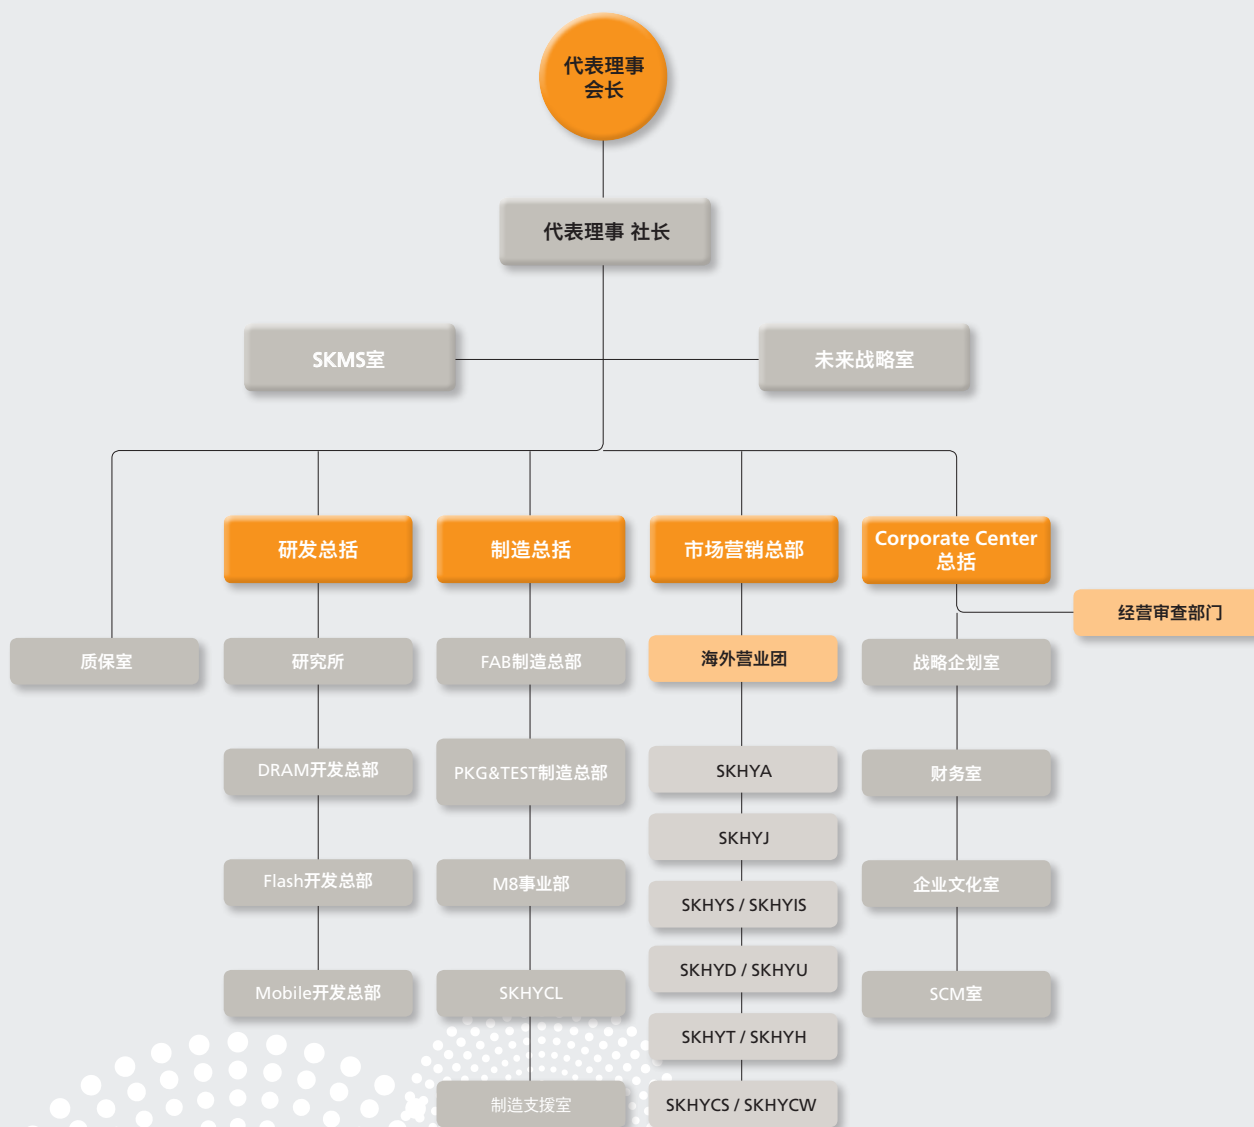 代表理事
会长
代表理事 社长
SKMS室
未来战略室
研发总括
制造总括
市场营销总部
Corporate Center
总括
经营审查部门
质保室
研究所
FAB制造总部
海外营业团
战略企划室
DRAM开发总部
PKG&TEST制造总部
SKHYA
财务室
SKHYJ
Flash开发总部
M8事业部
SKHYS / SKHYIS
企业文化室
SKHYD / SKHYU
Mobile开发总部
SKHYCL
SCM室
SKHYT / SKHYH
制造支援室
SKHYCS / SKHYCW